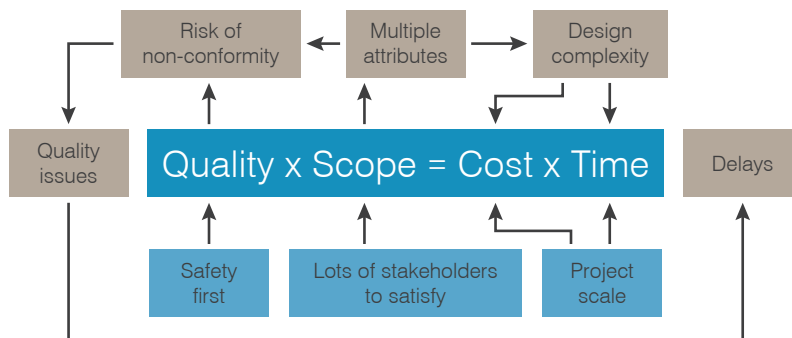 Risk of
non-conformity
Multiple
attributes
Design
complexity
Quality
issues
Quality x Scope = Cost x Time
Delays
Safety
first
Lots of stakeholders
to satisfy
Project
scale